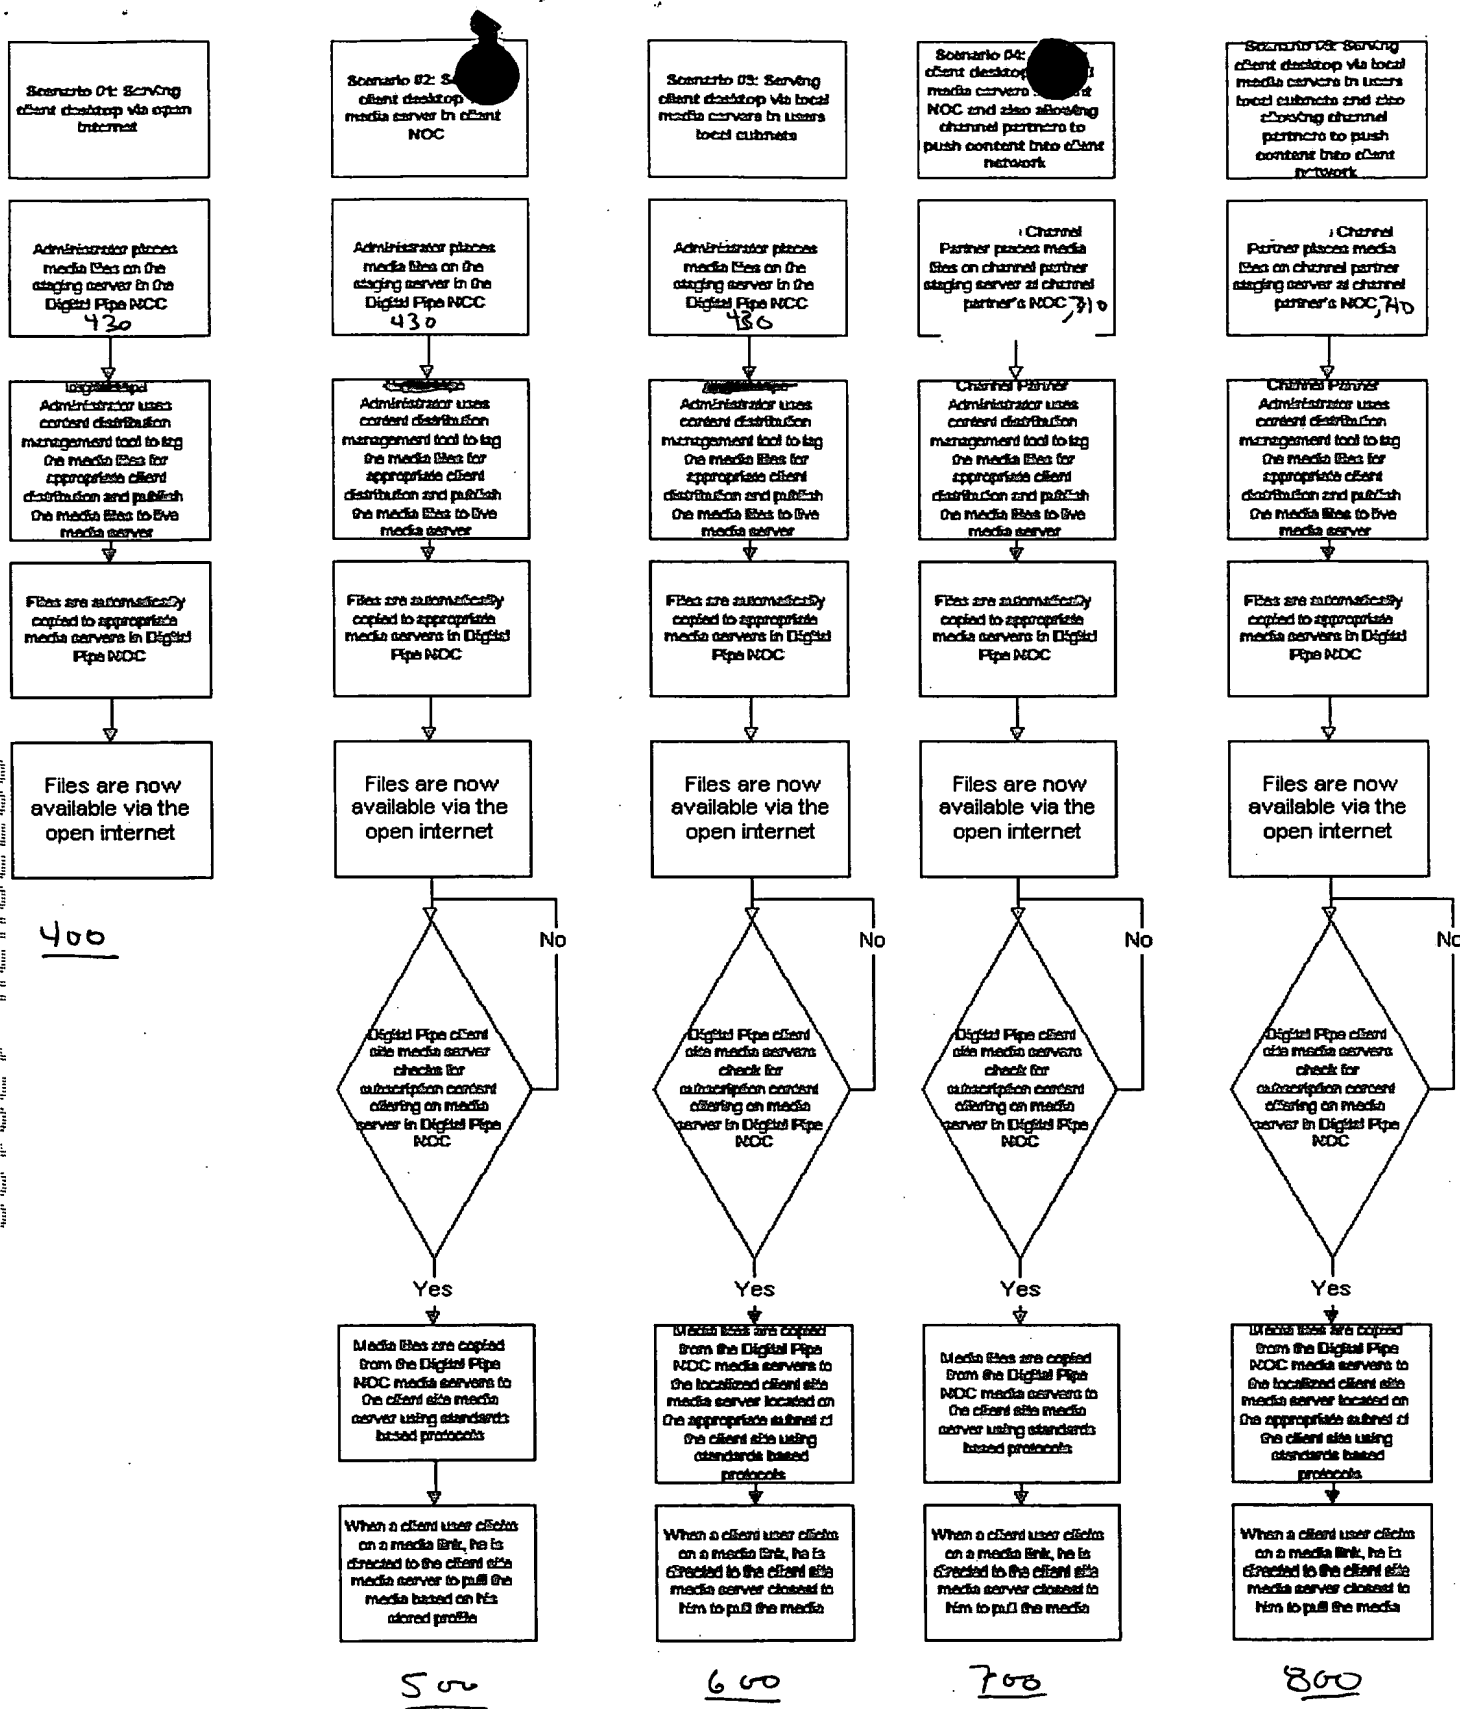 Scenario 01: Serving
client desktop via open
internet
Administrator places
media files on the
staging server in the
Digital Pipe NOC
430
Administrator uses
content distribution
management tool to tag
the media files for
appropriate client
distribution and publish
the media files to live
media server
Files are automatically
copied to appropriate
media servers in Digital
Pipe NOC
Files are now
available via the
open internet
400
Scenario 02:
client desktop
media server in client
NOC
Administrator places
media files on the
staging server in the
Digital Pipe NOC
430
Administrator uses
content distribution
management tool to tag
the media files for
appropriate client
distribution and publish
the media files to live
media server
Files are automatically
copied to appropriate
media servers in Digital
Pipe NOC
Files are now
available via the
open internet
No
Digital Pipe client
site media server
checks for
subscription content
offering on media
server in Digital Pipe
NOC
Yes
Media files are copied
from the Digital Pipe
NOC media servers to
the client site media
server using standards
based protocols
When a client user clicks
on a media link, he is
directed to the client site
media server to pull the
media based on his
stored profile
500
Scenario 03: Serving
client desktop via local
media servers in users
local subnets
Administrator places
media files on the
staging server in the
Digital Pipe NOC
430
Administrator uses
content distribution
management tool to tag
the media files for
appropriate client
distribution and publish
the media files to live
media server
Files are automatically
copied to appropriate
media servers in Digital
Pipe NOC
Files are now
available via the
open internet
No
Digital Pipe client
site media servers
check for
subscription content
offering on media
server in Digital Pipe
NOC
Yes
Media files are copied
from the Digital Pipe
NOC media servers to
the localized client site
media server located on
the appropriate subnet of
the client site using
standards based
protocols
When a client user clicks
on a media link, he is
directed to the client site
media server closest to
him to pull the media
600
Scenario 04:
client desktop
media servers
NOC and also allowing
channel partners to
push content into client
network
Channel
Partner places media
files on channel partner
staging server at channel
partner's NOC, 710
Channel Partner
Administrator uses
content distribution
management tool to tag
the media files for
appropriate client
distribution and publish
the media files to live
media server
Files are automatically
copied to appropriate
media servers in Digital
Pipe NOC
Files are now
available via the
open internet
No
Digital Pipe client
site media servers
check for
subscription content
offering on media
server in Digital Pipe
NOC
Yes
Media files are copied
from the Digital Pipe
NOC media servers to
the client site media
server using standards
based protocols
When a client user clicks
on a media link, he is
directed to the client site
media server closest to
him to pull the media
700
Scenario 05: Serving
client desktop via local
media servers in users
local subnets and also
allowing channel
partners to push
content into client
network
Channel
Partner places media
files on channel partner
staging server at channel
partner's NOC,
Channel Partner
Administrator uses
content distribution
management tool to tag
the media files for
appropriate client
distribution and publish
the media files to live
media server
Files are automatically
copied to appropriate
media servers in Digital
Pipe NOC
Files are now
available via the
open internet
No
Digital Pipe client
site media servers
check for
subscription content
offering on media
server in Digital Pipe
NOC
Yes
Media files are copied
from the Digital Pipe
NOC media servers to
the localized client site
media server located on
the appropriate subnet of
the client site using
standards based
protocols
When a client user clicks
on a media link, he is
directed to the client site
media server closest to
him to pull the media
800